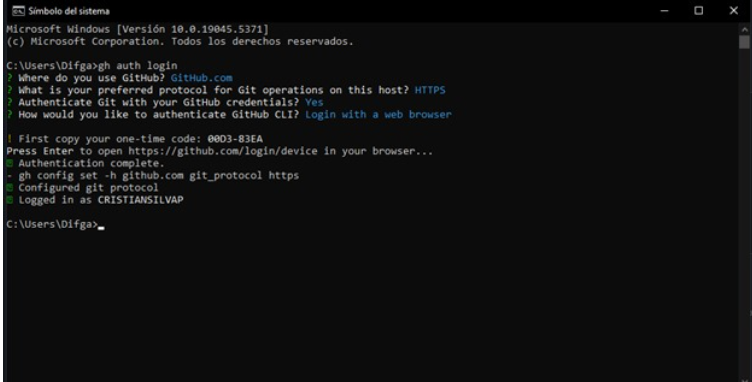 Símbolo del sistema
Microsoft Windows [Versión 10.0.19045.5371]
(c) Microsoft Corporation. Todos los derechos reservados.
C:\Users\Difga>gh auth login
? Where do you use GitHub? GitHub.com
? What is your preferred protocol for Git operations on this host? HTTPS
? Authenticate Git with your GitHub credentials? Yes
? How would you like to authenticate GitHub CLI? Login with a web browser
! First copy your one-time code: 00D3-83EA
Press Enter to open https://github.com/login/device in your browser...
Authentication complete.
- gh config set -h github.com git_protocol https
Configured git protocol
Logged in as CRISTIANSILVAP
C:\Users\Difga>